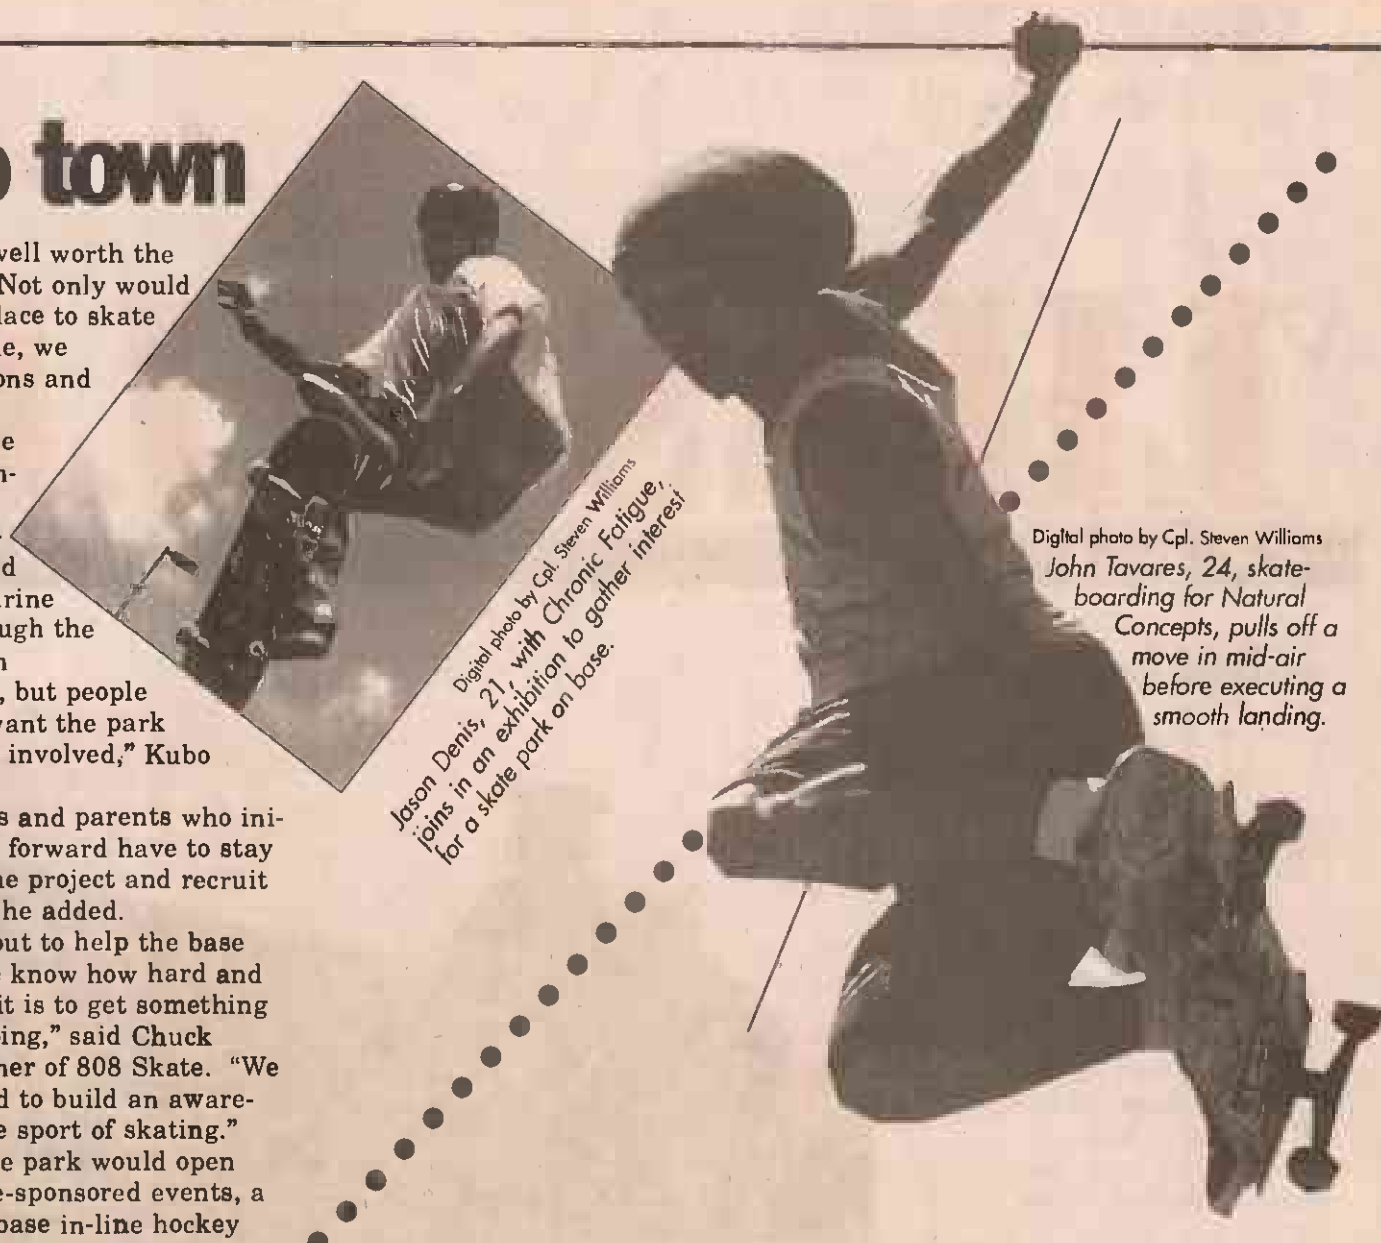 town
well worth the
Not only would
lace to skate
e, we
ons and
e
n-
d
rine
ugh the
n
, but people
want the park
involved,” Kubo
s and parents who ini-
forward have to stay
he project and recruit
he added.
out to help the base
e know how hard and
it is to get something
ing,” said Chuck
ner of 808 Skate. “We
d to build an aware-
e sport of skating.”
e park would open
e-sponsored events, a
base in-line hockey
Digital photo by Cpl. Steven Williams
Jason Denis, 21, with Chronic Fatigue,
joins in an exhibition to gather interest
for a skate park on base.
Digital photo by Cpl. Steven Williams
John Tavares, 24, skate-
boarding for Natural
Concepts, pulls off a
move in mid-air
before executing a
smooth landing.